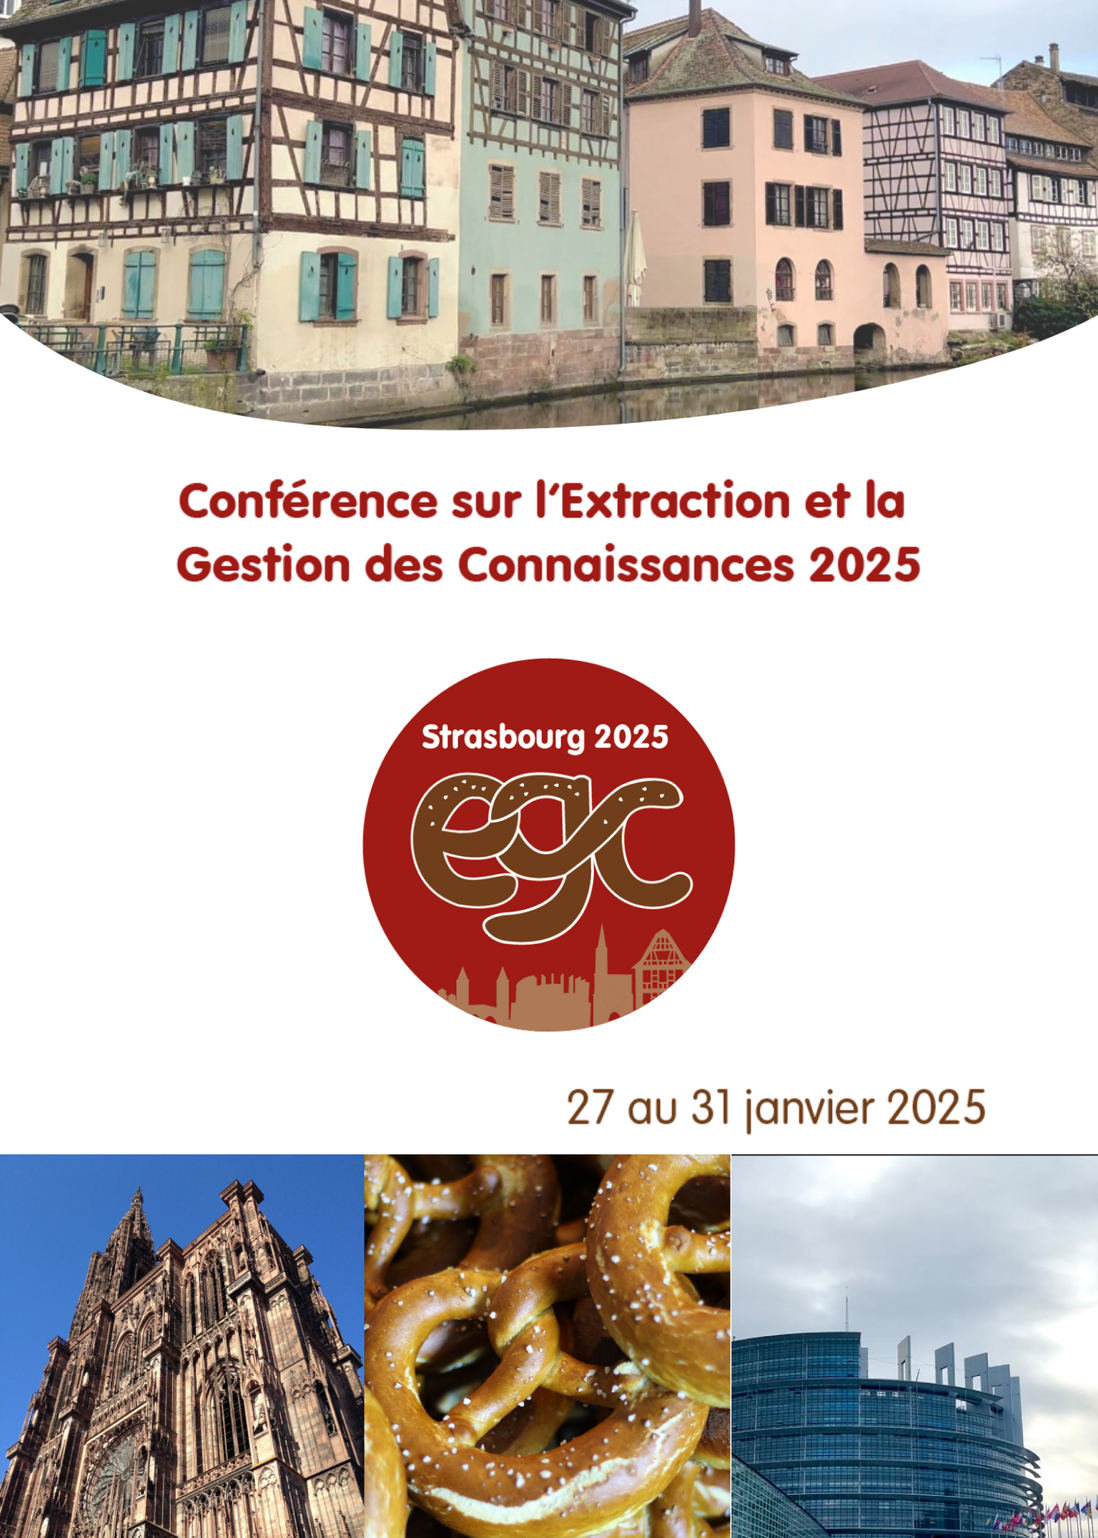 Conférence sur l'Extraction et la
Gestion des Connaissances 2025
Strasbourg 2025
egc
27 au 31 janvier 2025